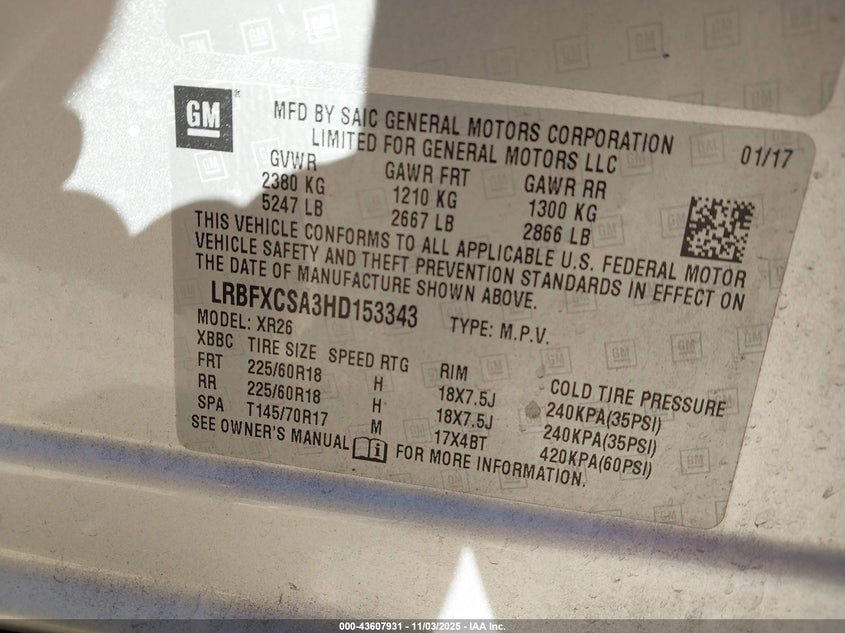 GM
MFD BY SAIC GENERAL MOTORS CORPORATION
LIMITED FOR GENERAL MOTORS LLC
01/17
GVWR GAWR FRT GAWR RR
2380 KG 1210 KG 1300 KG
5247 LB 2667 LB 2866 LB
THIS VEHICLE CONFORMS TO ALL APPLICABLE U.S. FEDERAL MOTOR
VEHICLE SAFETY AND THEFT PREVENTION STANDARDS IN EFFECT ON
THE DATE OF MANUFACTURE SHOWN ABOVE.
LRBFXCSA3HD153343 TYPE: M.P.V.
MODEL: XR26
XBBC TIRE SIZE SPEED RTG RIM COLD TIRE PRESSURE
FRT 225/60R18 H 18X7.5J 240KPA(35PSI)
RR 225/60R18 H 18X7.5J 240KPA(35PSI)
SPA T145/70R17 M 17X4BT 420KPA(60PSI)
SEE OWNER'S MANUAL FOR MORE INFORMATION.
000-43607931 - 11/03/2025 - IAA Inc.